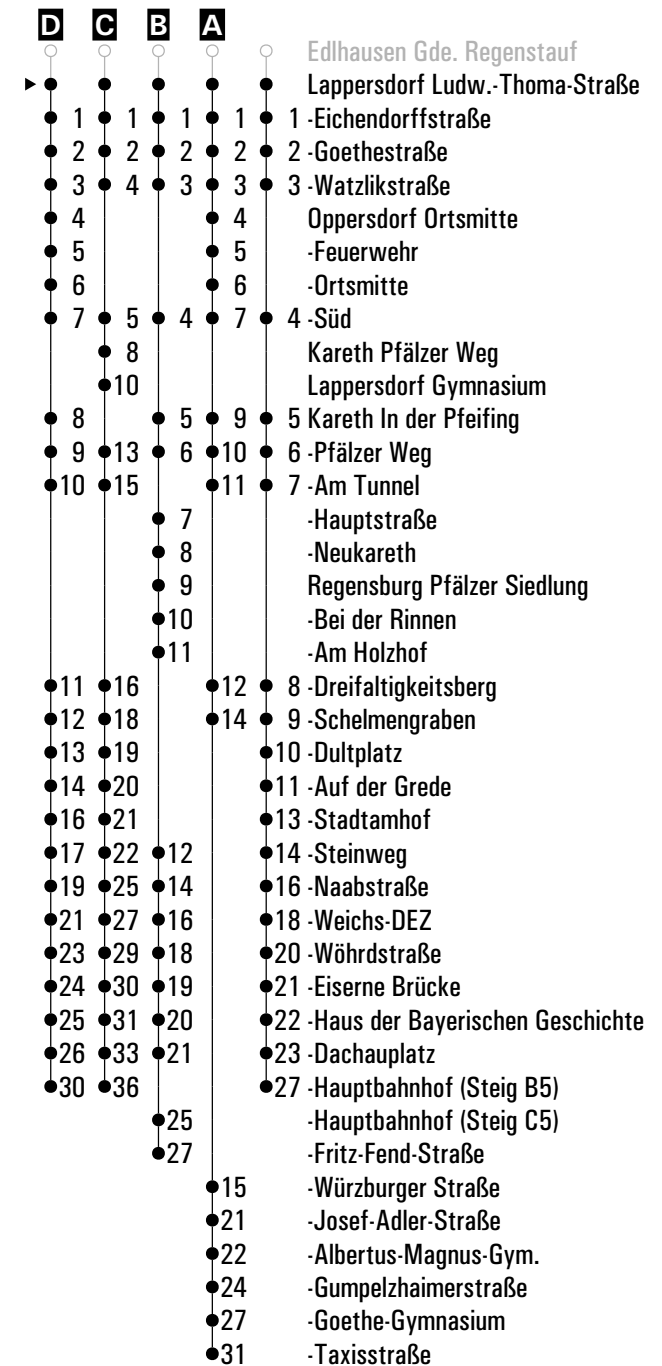 D C B A
Edlhausen Gde. Regenstauf
Lappersdorf Ludw.-Thoma-Straße
1 1 1 1 1 -Eichendorffstraße
2 2 2 2 2 -Goethestraße
3 4 3 3 3 -Watzlikstraße
4 4 Oppersdorf Ortsmitte
5 5 -Feuerwehr
6 6 -Ortsmitte
7 5 4 7 4 -Süd
8 Kareth Pfälzer Weg
10 Lappersdorf Gymnasium
8 5 9 5 Kareth In der Pfeifing
9 13 6 10 6 -Pfälzer Weg
10 15 11 7 -Am Tunnel
7 -Hauptstraße
8 -Neukareth
9 Regensburg Pfälzer Siedlung
10 -Bei der Rinnen
11 -Am Holzhof
11 16 12 8 -Dreifaltigkeitsberg
12 18 14 9 -Schelmengraben
13 19 10 -Dultplatz
14 20 11 -Auf der Grede
16 21 13 -Stadtamhof
17 22 12 14 -Steinweg
19 25 14 16 -Naabstraße
21 27 16 18 -Weichs-DEZ
23 29 18 20 -Wöhrdstraße
24 30 19 21 -Eiserne Brücke
25 31 20 22 -Haus der Bayerischen Geschichte
26 33 21 23 -Dachauplatz
30 36 27 -Hauptbahnhof (Steig B5)
25 -Hauptbahnhof (Steig C5)
27 -Fritz-Fend-Straße
15 -Würzburger Straße
21 -Josef-Adler-Straße
22 -Albertus-Magnus-Gym.
24 -Gumpelzhaimerstraße
27 -Goethe-Gymnasium
31 -Taxisstraße